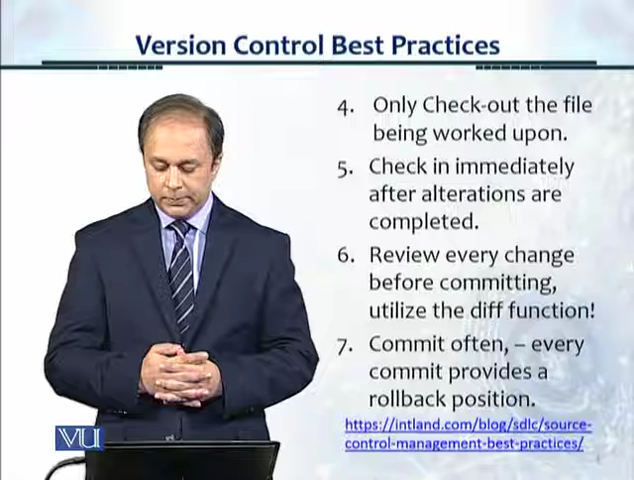 Version Control Best Practices
4. Only Check-out the file
being worked upon.
5. Check in immediately
after alterations are
completed.
6. Review every change
before committing,
utilize the diff function!
7. Commit often, – every
commit provides a
rollback position.
https://intland.com/blog/sdlc/source-
control-management-best-practices/
VU